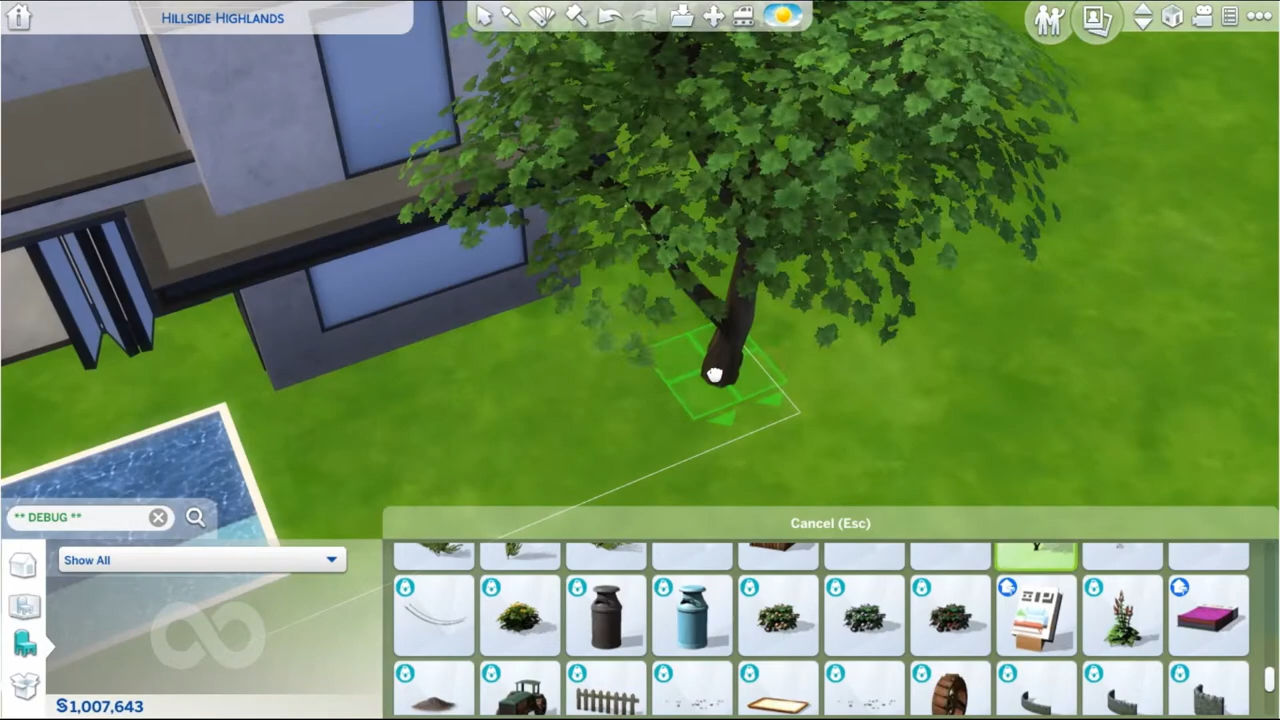 HILLSIDE HIGHLANDS
** DEBUG **
Cancel (Esc)
Show All
§1,007,643